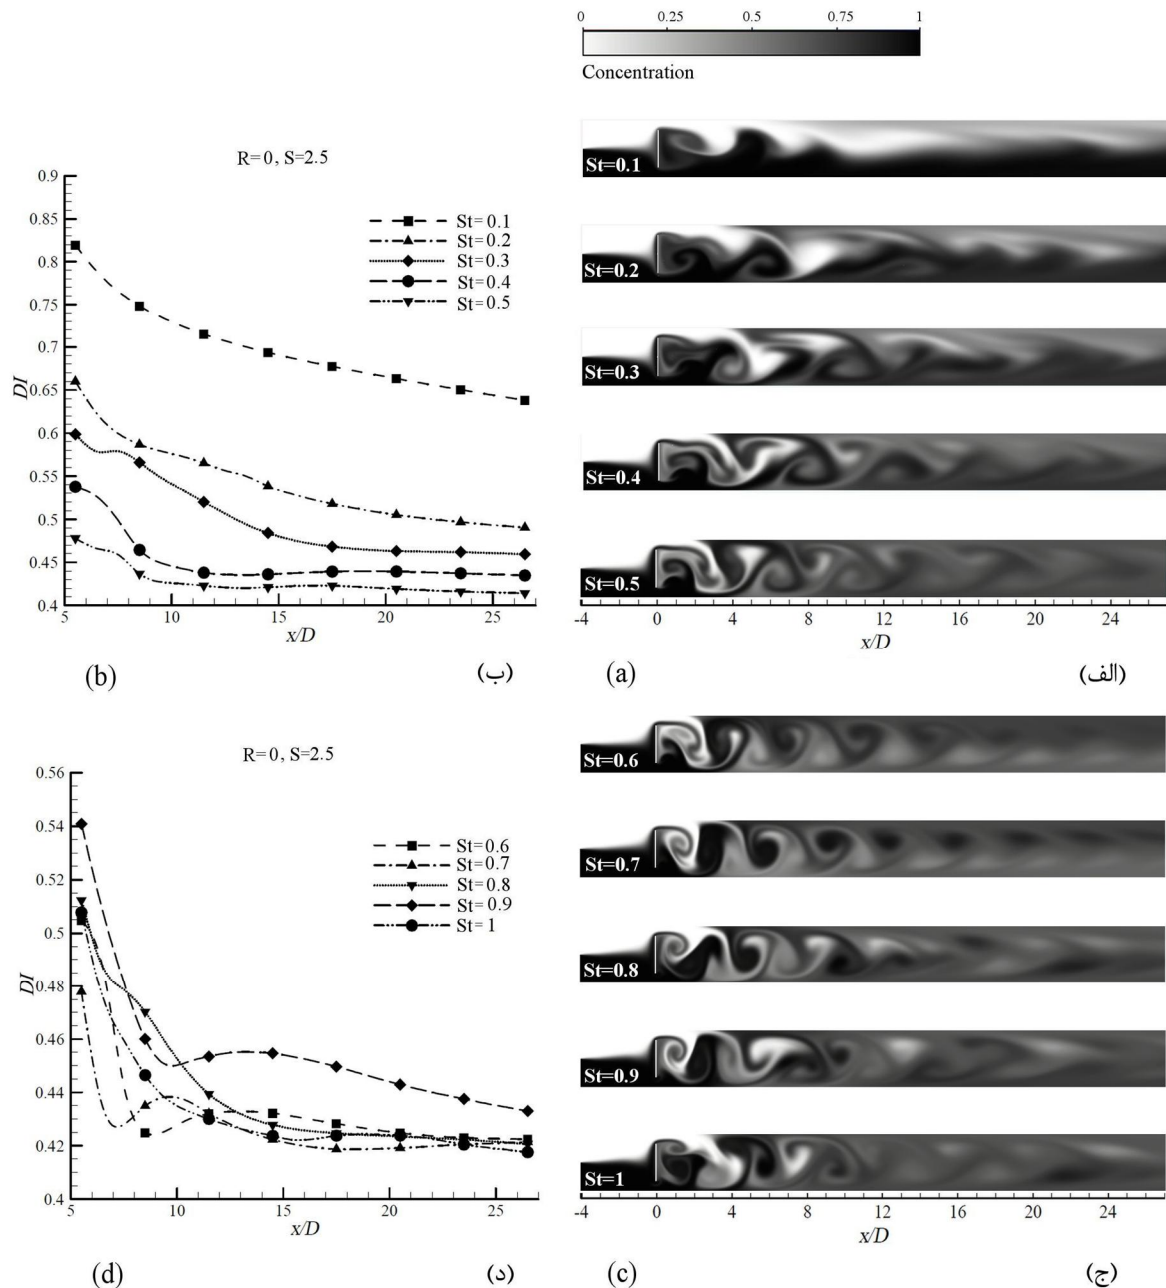 0 0.25 0.5 0.75 1
Concentration
R=0, S=2.5
0.9
0.85
0.8
0.75
0.7
0.65
0.6
0.55
0.5
0.45
0.4
DI
St=0.1
St=0.2
St=0.3
St=0.4
St=0.5
5 10 15 20 25
x/D
(b) (ب)
St=0.1
St=0.2
St=0.3
St=0.4
St=0.5
-4 0 4 8 12 16 20 24
x/D
(a) (الف)
R=0, S=2.5
0.56
0.54
0.52
0.5
0.48
0.46
0.44
0.42
0.4
DI
St=0.6
St=0.7
St=0.8
St=0.9
St=1
5 10 15 20 25
x/D
(d) (د)
St=0.6
St=0.7
St=0.8
St=0.9
St=1
-4 0 4 8 12 16 20 24
x/D
(c) (ج)